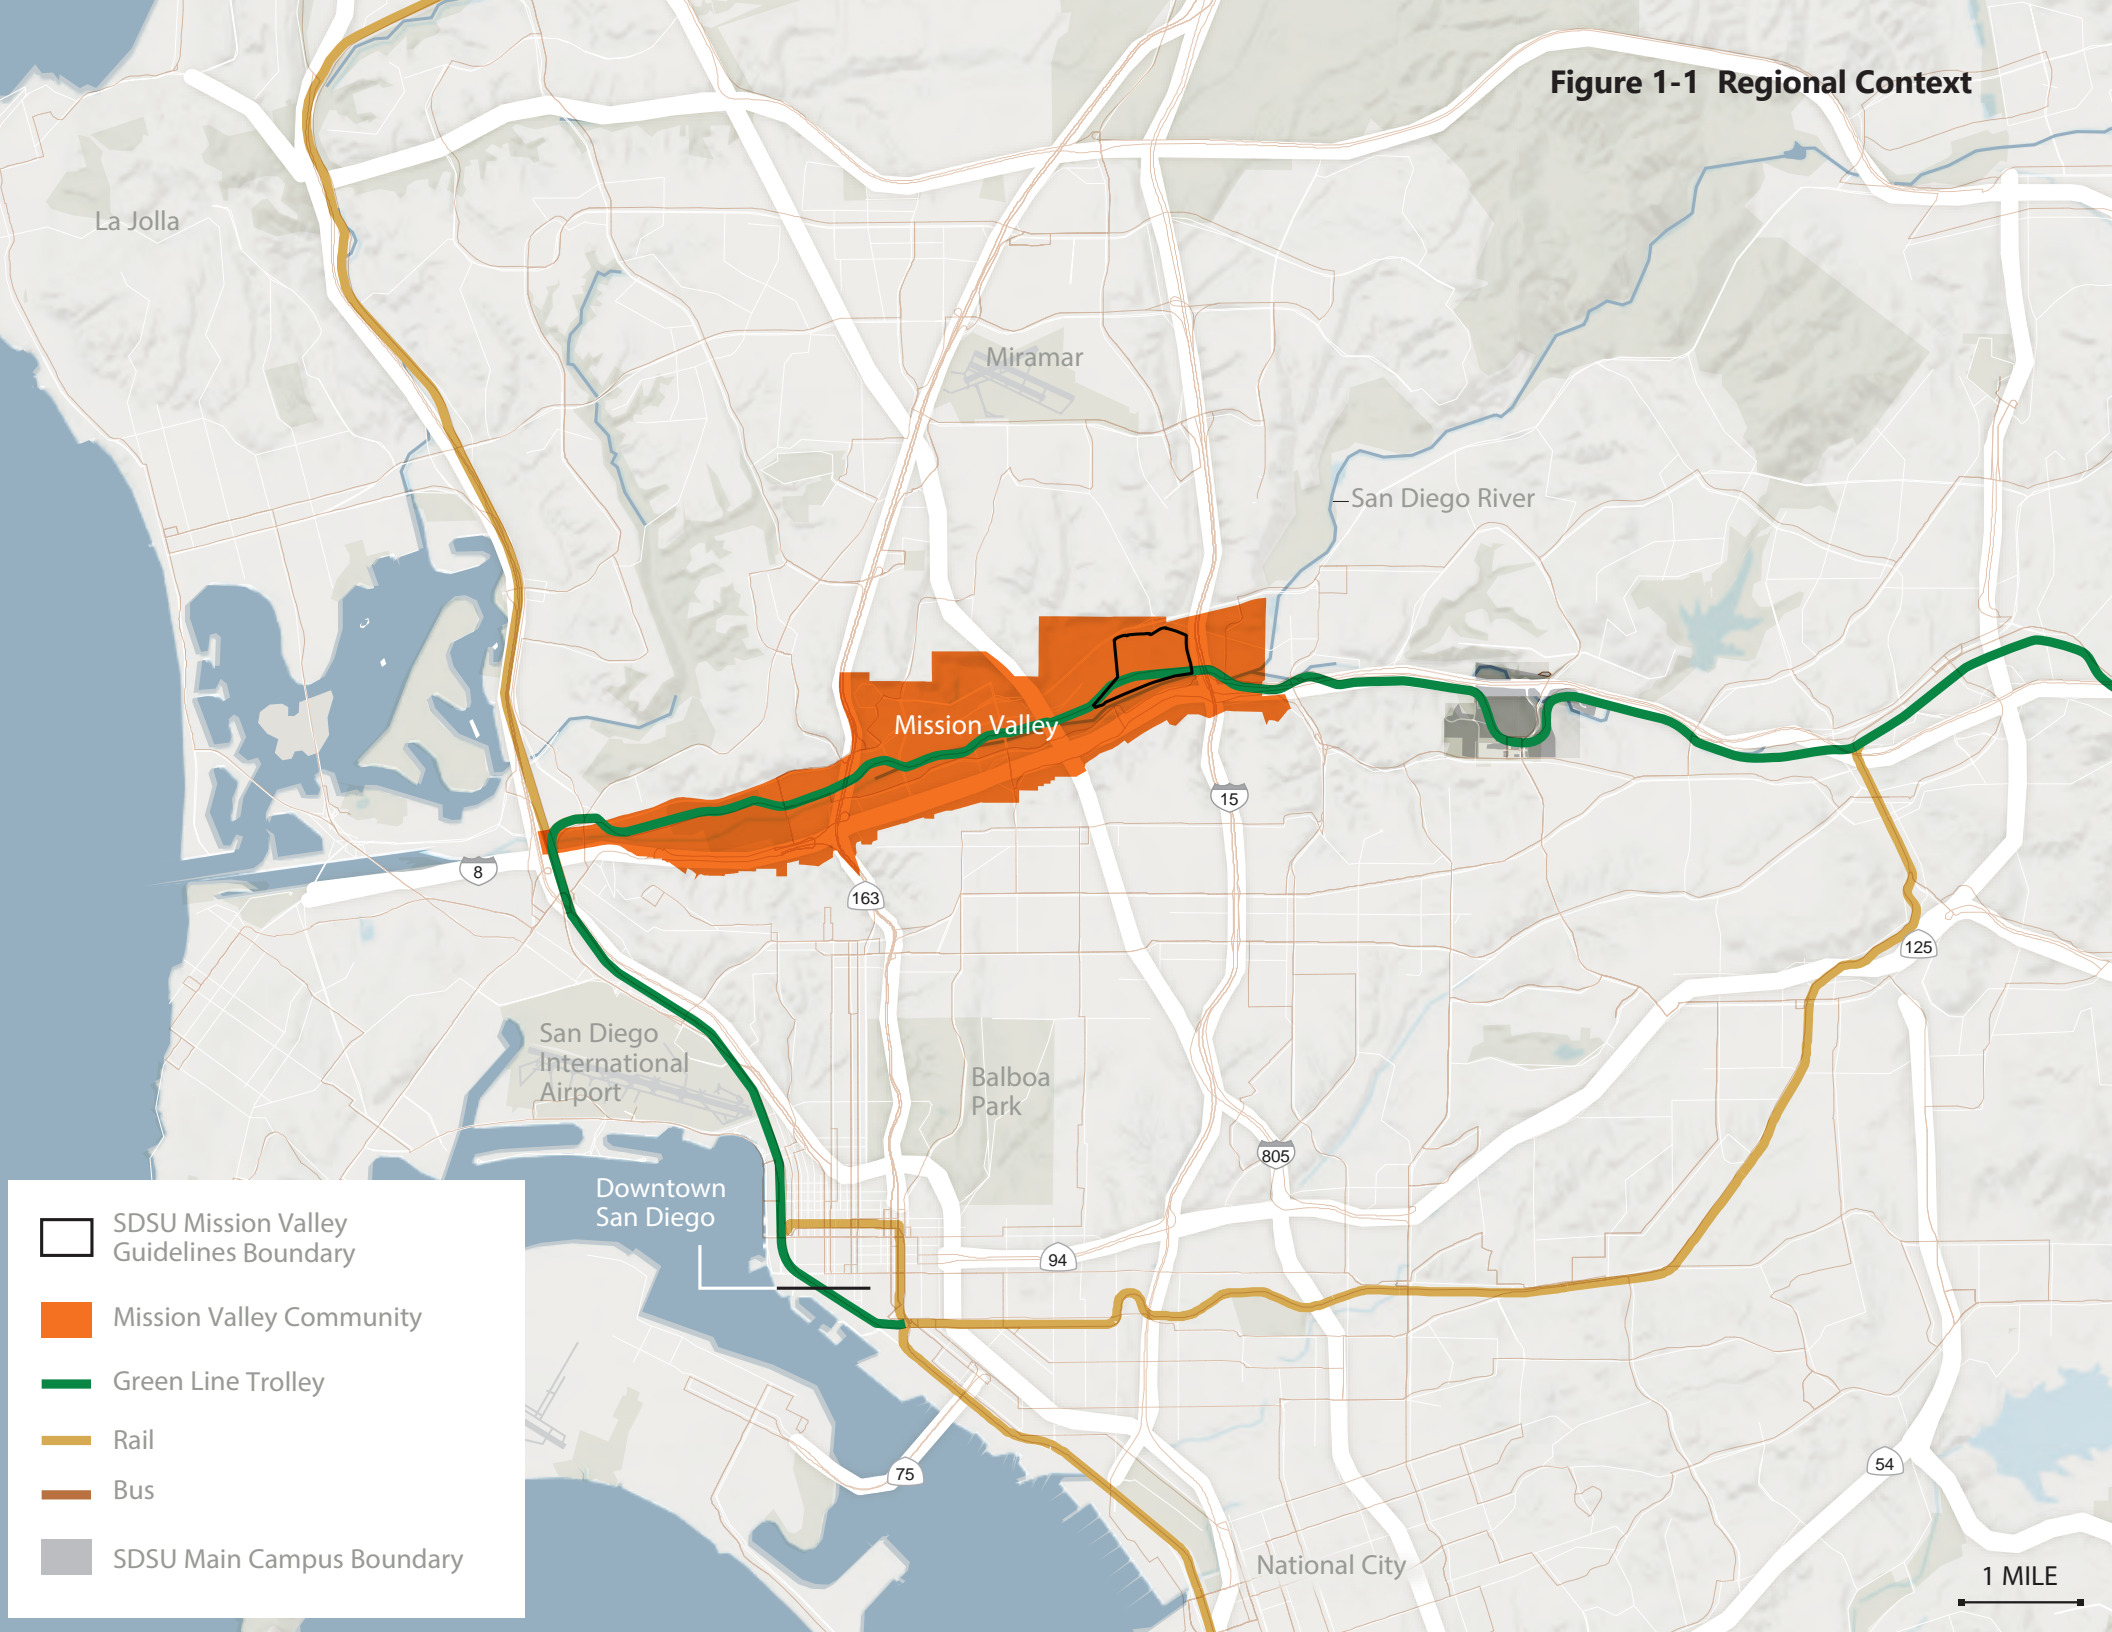 Figure 1-1 Regional Context
La Jolla
Miramar
San Diego River
Mission Valley
15
8
163
125
San Diego
International
Airport
Balboa
Park
805
Downtown
San Diego
94
75
54
National City
1 MILE
SDSU Mission Valley
Guidelines Boundary
Mission Valley Community
Green Line Trolley
Rail
Bus
SDSU Main Campus Boundary